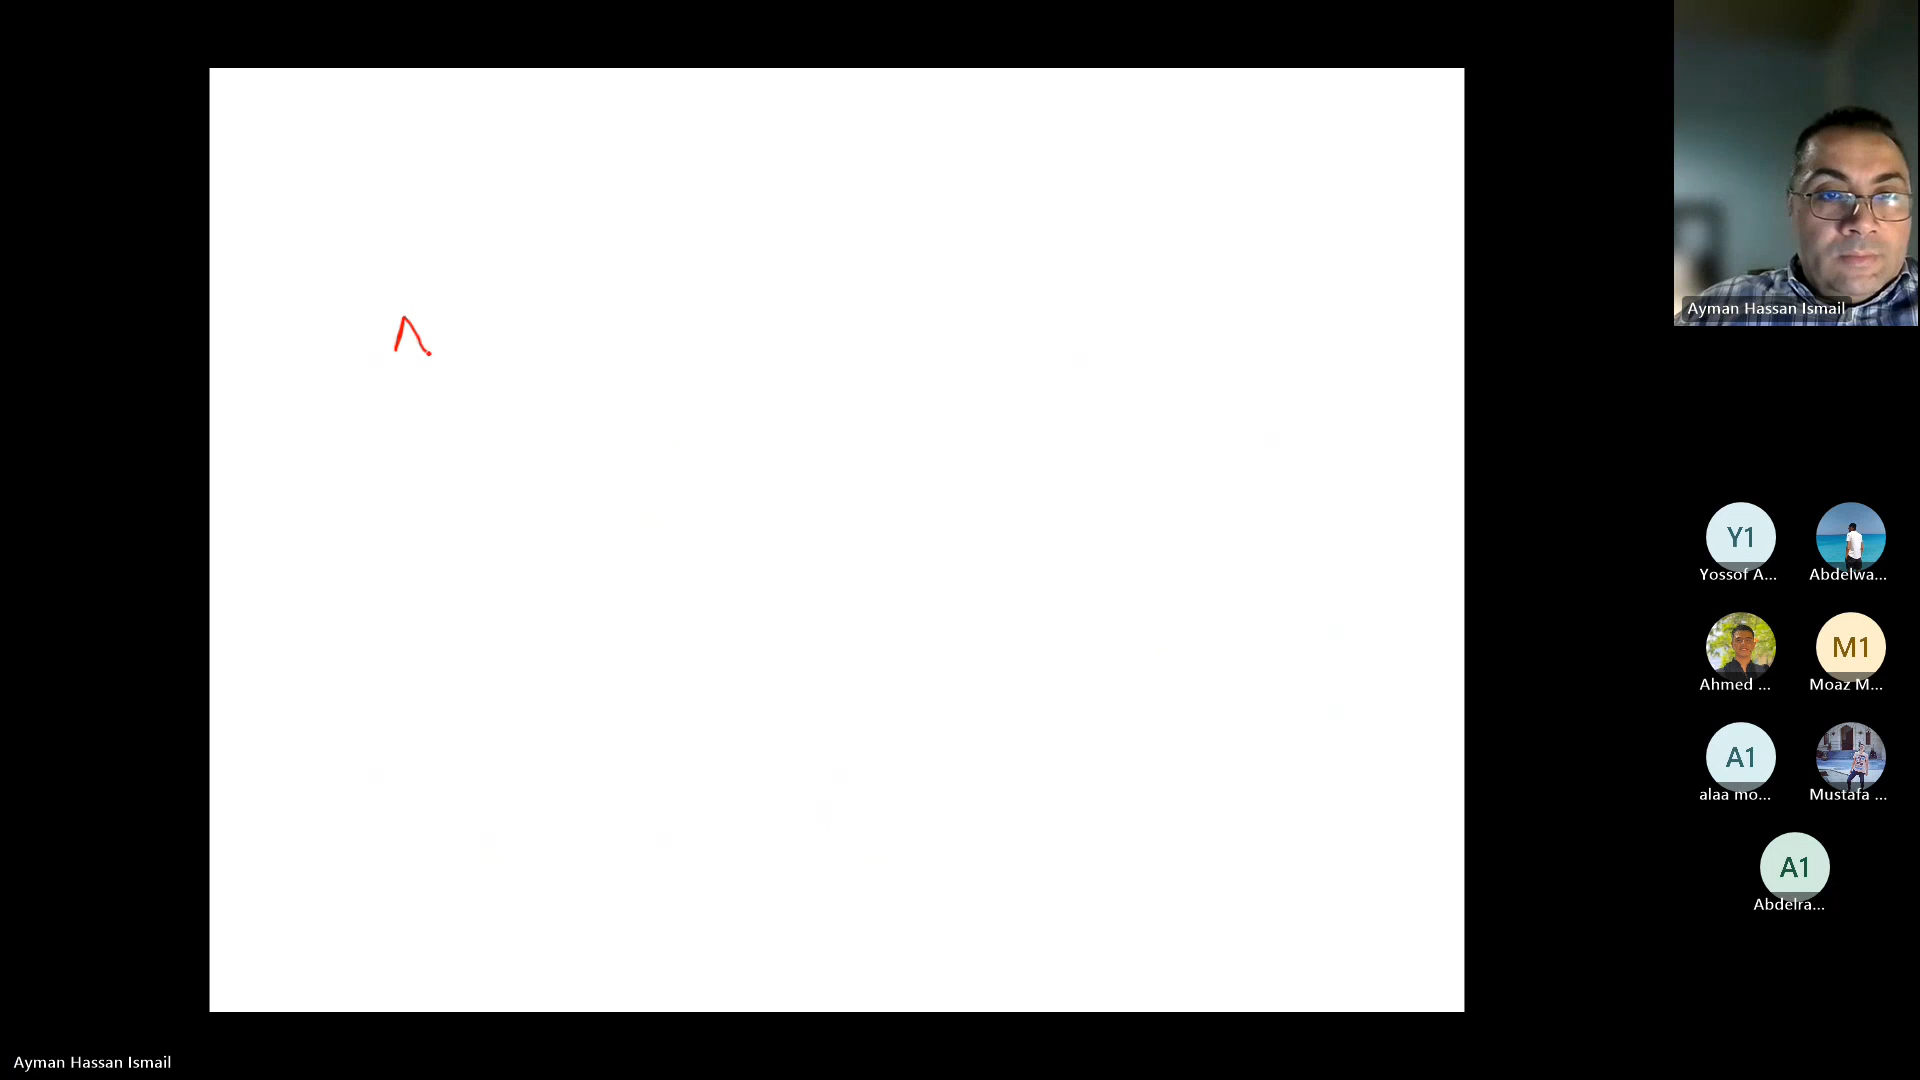 Ayman Hassan Ismail
Y1
Yossof A...
Abdelwa...
Ahmed ...
M1
Moaz M...
A1
alaa mo...
Mustafa ...
A1
Abdelra...
Ayman Hassan Ismail